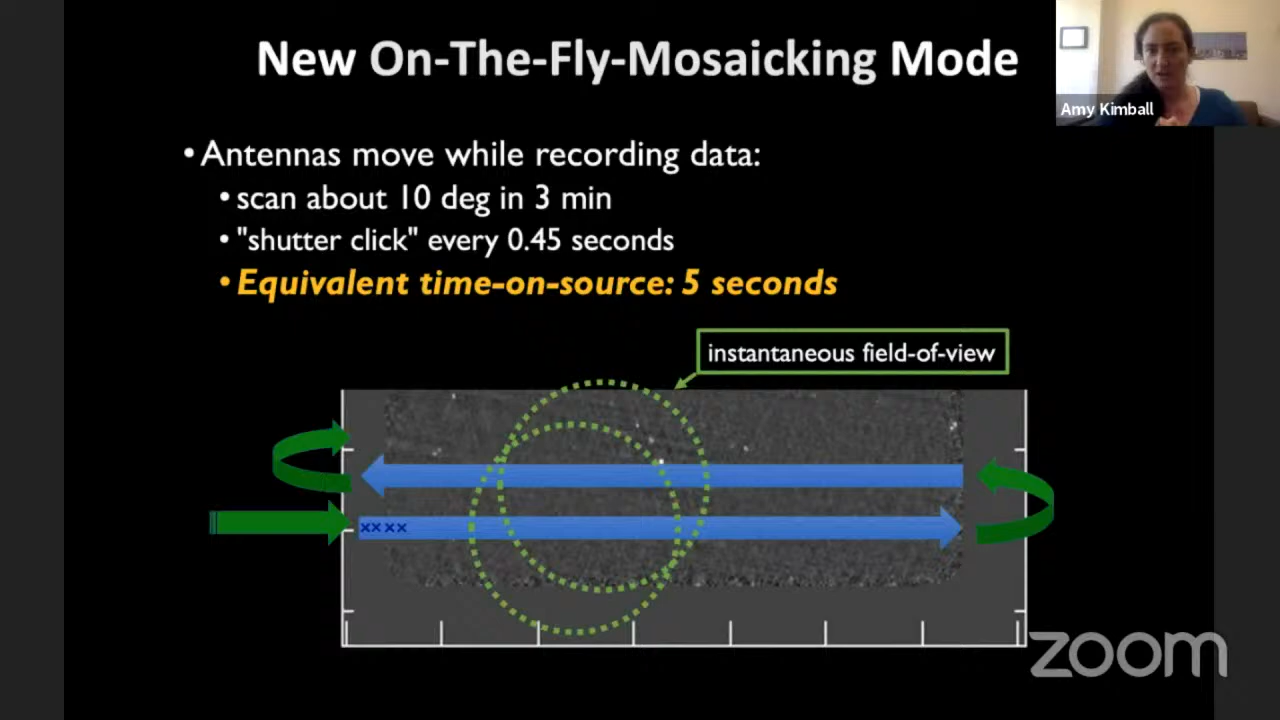 New On-The-Fly-Mosaicking Mode
Amy Kimball
• Antennas move while recording data:
• scan about 10 deg in 3 min
• "shutter click" every 0.45 seconds
• Equivalent time-on-source: 5 seconds
instantaneous field-of-view
×× ××
zoom